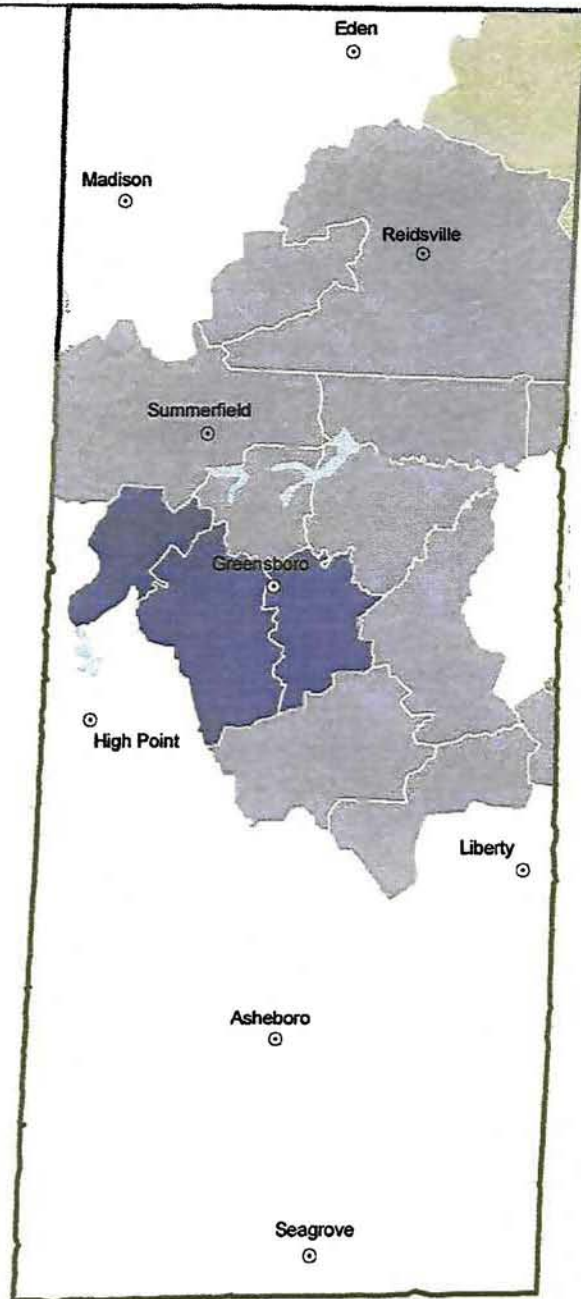 Eden
Madison
Reidsville
Summerfield
Greensboro
High Point
Liberty
Asheboro
Seagrove